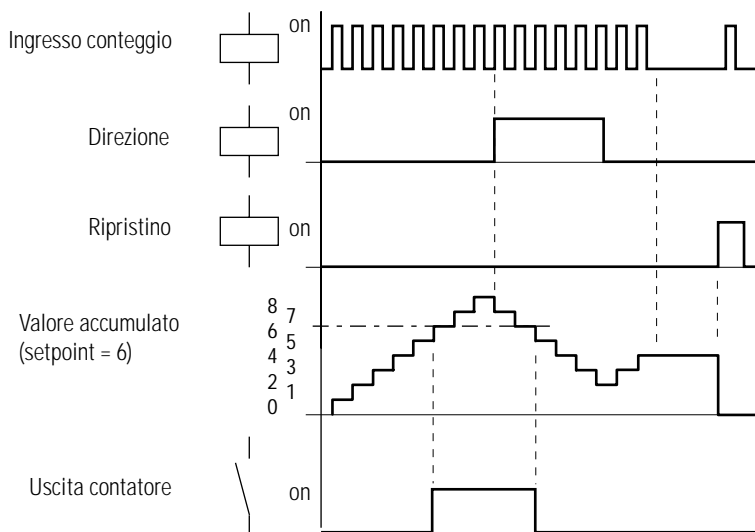 Ingresso conteggio
on
Direzione
on
Ripristino
on
Valore accumulato
(setpoint = 6)
8
7
6
5
4
3
2
1
0
Uscita contatore
on